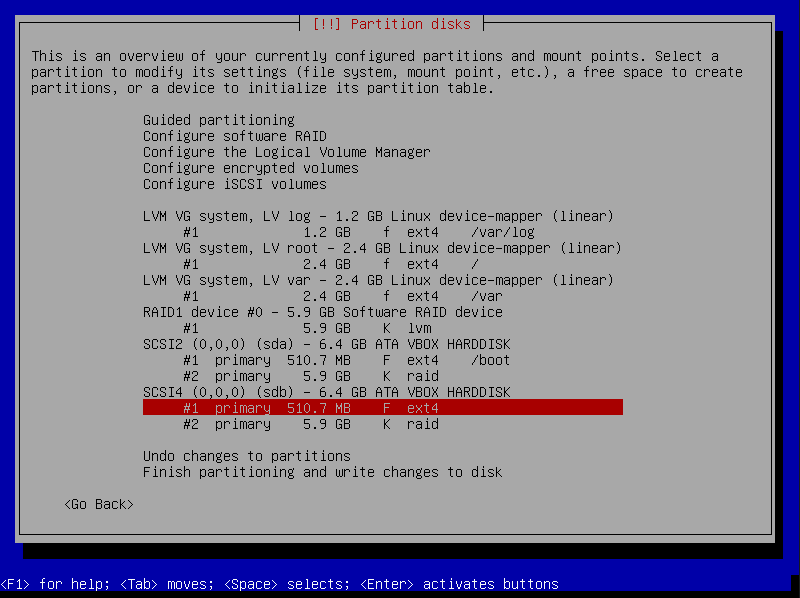 [!!] Partition disks
This is an overview of your currently configured partitions and mount points. Select a
partition to modify its settings (file system, mount point, etc.), a free space to create
partitions, or a device to initialize its partition table.
Guided partitioning
Configure software RAID
Configure the Logical Volume Manager
Configure encrypted volumes
Configure iSCSI volumes
LVM VG system, LV log - 1.2 GB Linux device-mapper (linear)
#1 1.2 GB f ext4 /var/log
LVM VG system, LV root - 2.4 GB Linux device-mapper (linear)
#1 2.4 GB f ext4 /
LVM VG system, LV var - 2.4 GB Linux device-mapper (linear)
#1 2.4 GB f ext4 /var
RAID1 device #0 - 5.9 GB Software RAID device
#1 5.9 GB K lvm
SCSI2 (0,0,0) (sda) - 6.4 GB ATA VBOX HARDDISK
#1 primary 510.7 MB F ext4 /boot
#2 primary 5.9 GB K raid
SCSI4 (0,0,0) (sdb) - 6.4 GB ATA VBOX HARDDISK
#1 primary 510.7 MB F ext4
#2 primary 5.9 GB K raid
Undo changes to partitions
Finish partitioning and write changes to disk
<Go Back>
<F1> for help; <Tab> moves; <Space> selects; <Enter> activates buttons